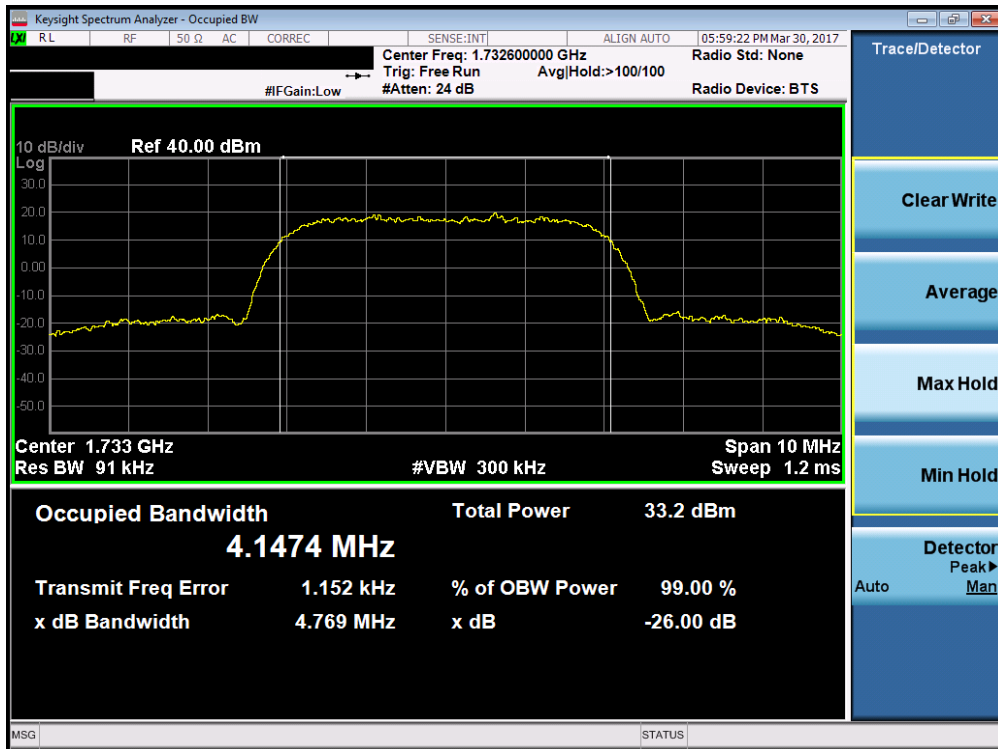 Keysight Spectrum Analyzer - Occupied BW
LXI RL RF 50 Ω AC CORREC SENSE:INT ALIGN AUTO 05:59:22 PM Mar 30, 2017
Center Freq: 1.732600000 GHz Radio Std: None
Trig: Free Run Avg|Hold:>100/100
#IFGain:Low #Atten: 24 dB Radio Device: BTS
10 dB/div Ref 40.00 dBm
Log
30.0
20.0
10.0
0.00
-10.0
-20.0
-30.0
-40.0
-50.0
Center 1.733 GHz Span 10 MHz
Res BW 91 kHz #VBW 300 kHz Sweep 1.2 ms
Occupied Bandwidth Total Power 33.2 dBm
4.1474 MHz
Transmit Freq Error 1.152 kHz % of OBW Power 99.00 %
x dB Bandwidth 4.769 MHz x dB -26.00 dB
MSG STATUS
Trace/Detector
Clear Write
Average
Max Hold
Min Hold
Detector
Peak▶
Auto Man